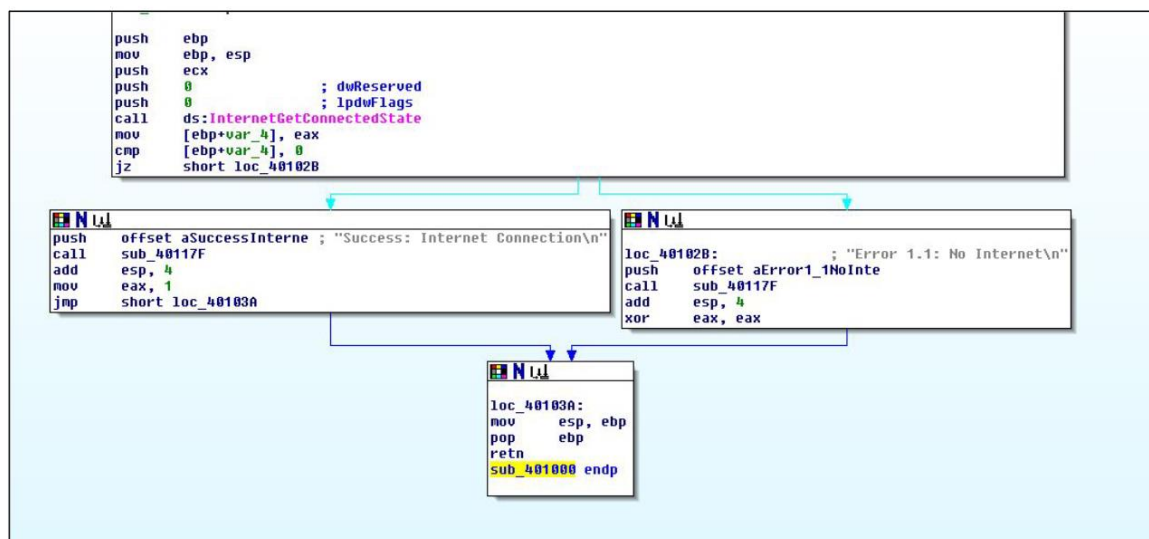 push ebp
mov ebp, esp
push ecx
push 0 ; dwReserved
push 0 ; lpdwFlags
call ds:InternetGetConnectedState
mov [ebp+var_4], eax
cmp [ebp+var_4], 0
jz short loc_40102B
push offset aSuccessInterne ; "Success: Internet Connection\n"
call sub_40117F
add esp, 4
mov eax, 1
jmp short loc_40103A
loc_40102B: ; "Error 1.1: No Internet\n"
push offset aError1_1NoInte
call sub_40117F
add esp, 4
xor eax, eax
loc_40103A:
mov esp, ebp
pop ebp
retn
sub_401000 endp